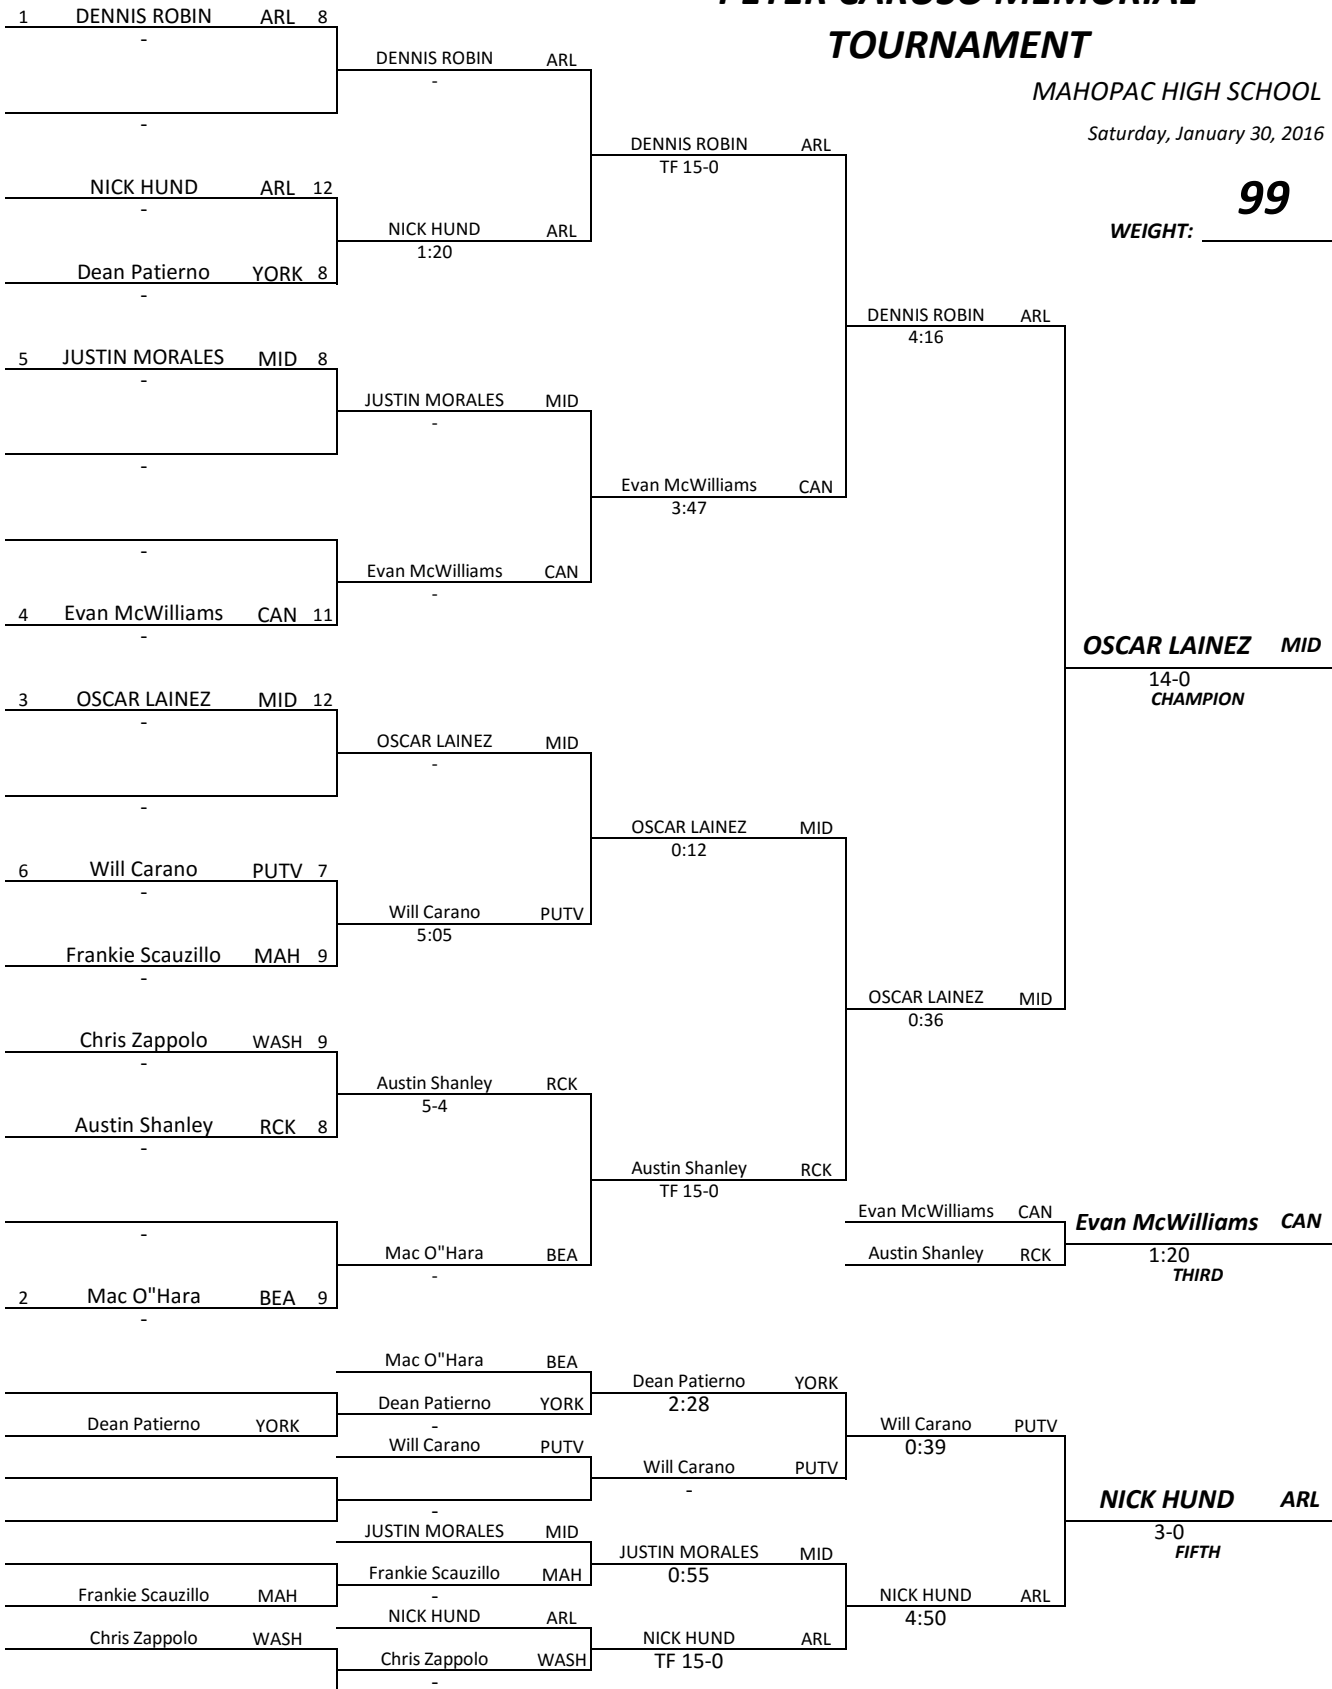 PETER CARUSO MEMORIAL
TOURNAMENT
MAHOPAC HIGH SCHOOL
Saturday, January 30, 2016
99
WEIGHT:
1 DENNIS ROBIN ARL 8
-
DENNIS ROBIN ARL
-
-
DENNIS ROBIN ARL
TF 15-0
NICK HUND ARL 12
-
NICK HUND ARL
1:20
Dean Patierno YORK 8
-
DENNIS ROBIN ARL
4:16
5 JUSTIN MORALES MID 8
-
JUSTIN MORALES MID
-
-
Evan McWilliams CAN
3:47
-
Evan McWilliams CAN
-
4 Evan McWilliams CAN 11
-
OSCAR LAINEZ MID
14-0
CHAMPION
3 OSCAR LAINEZ MID 12
-
OSCAR LAINEZ MID
-
-
OSCAR LAINEZ MID
0:12
6 Will Carano PUTV 7
-
Will Carano PUTV
5:05
Frankie Scauzillo MAH 9
-
OSCAR LAINEZ MID
0:36
Chris Zappolo WASH 9
-
Austin Shanley RCK
5-4
Austin Shanley RCK 8
-
Austin Shanley RCK
TF 15-0
-
Mac O"Hara BEA
-
2 Mac O"Hara BEA 9
-
Evan McWilliams CAN
Austin Shanley RCK
Evan McWilliams CAN
1:20
THIRD
Mac O"Hara BEA
Dean Patierno YORK
2:28
Dean Patierno YORK
-
Dean Patierno YORK
Will Carano PUTV
0:39
Will Carano PUTV
Will Carano PUTV
-
-
NICK HUND ARL
3-0
FIFTH
JUSTIN MORALES MID
JUSTIN MORALES MID
0:55
Frankie Scauzillo MAH
-
Frankie Scauzillo MAH
NICK HUND ARL
4:50
NICK HUND ARL
Chris Zappolo WASH
NICK HUND ARL
TF 15-0
Chris Zappolo WASH
-